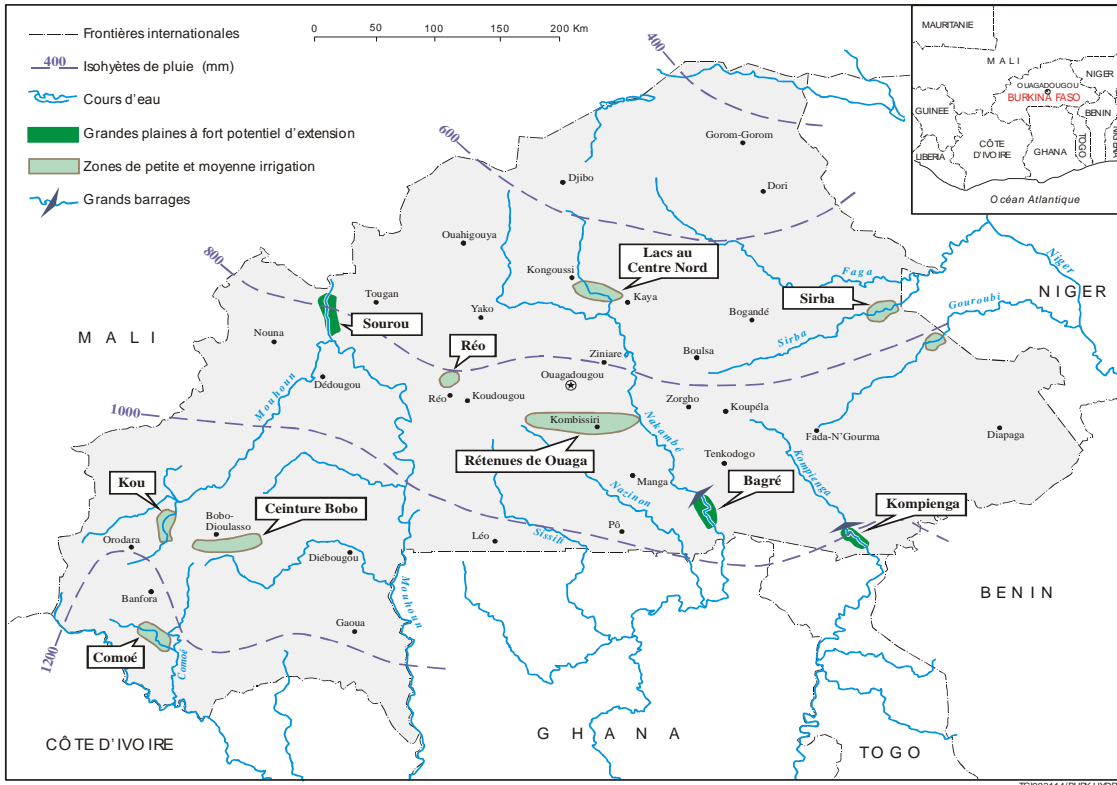 Frontières internationales
400
Isohyètes de pluie (mm)
Cours d'eau
Grandes plaines à fort potentiel d'extension
Zones de petite et moyenne irrigation
Grands barrages
0 50 100 150 200 Km
MAURITANIE
MALI
NIGER
OUAGADOUGOU
BURKINA FASO
GUINEE
BENIN
CÔTE
D'IVOIRE
GHANA
TOGO
LIBERIA
Océan Atlantique
400
600
800
1000
1200
Gorom-Gorom
Djibo
Dori
Ouahigouya
Lacs au
Centre Nord
Kongoussi
Kaya
Faga
Niger
NIGER
Sirba
Gouroubi
Tougan
Sourou
MALI
Nouna
Yako
Bogandé
Réo
Ziniare
Boulsa
Sirba
Ouagadougou
Dédougou
Mouhoun
Réo
Koudougou
Zorgho
Koupéla
Kombissiri
Nakambé
Fada-N'Gourma
Diapaga
Rétenues de Ouaga
Tenkodogo
Kompienga
Kou
Ceinture Bobo
Manga
Bagré
Nazinon
Kompienga
Bobo-
Dioulasso
Orodara
Sissili
Léo
Pô
Diébougou
Mouhoun
Banfora
BENIN
Gaoua
Comoé
Comoé
CÔTE D'IVOIRE
GHANA
TOGO